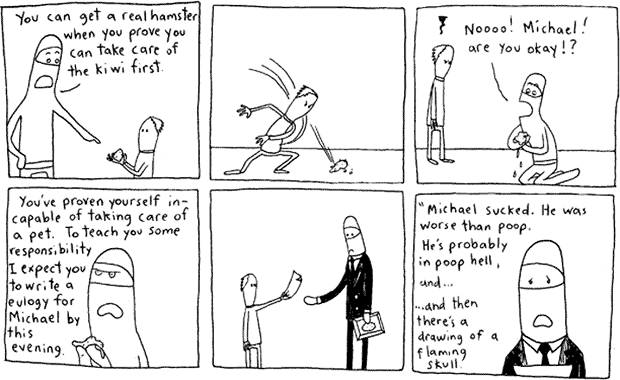 You can get a real hamster
when you prove you
can take care of
the kiwi first.
Noooo! Michael!
are you okay!?
You've proven yourself in-
capable of taking care of
a pet. To teach you some
responsibility
I expect you
to write a
eulogy for
Michael by
this
evening.
"Michael sucked. He was
worse than poop.
He's probably
in poop hell,
and...
...and then
there's a
drawing of a
flaming
skull.